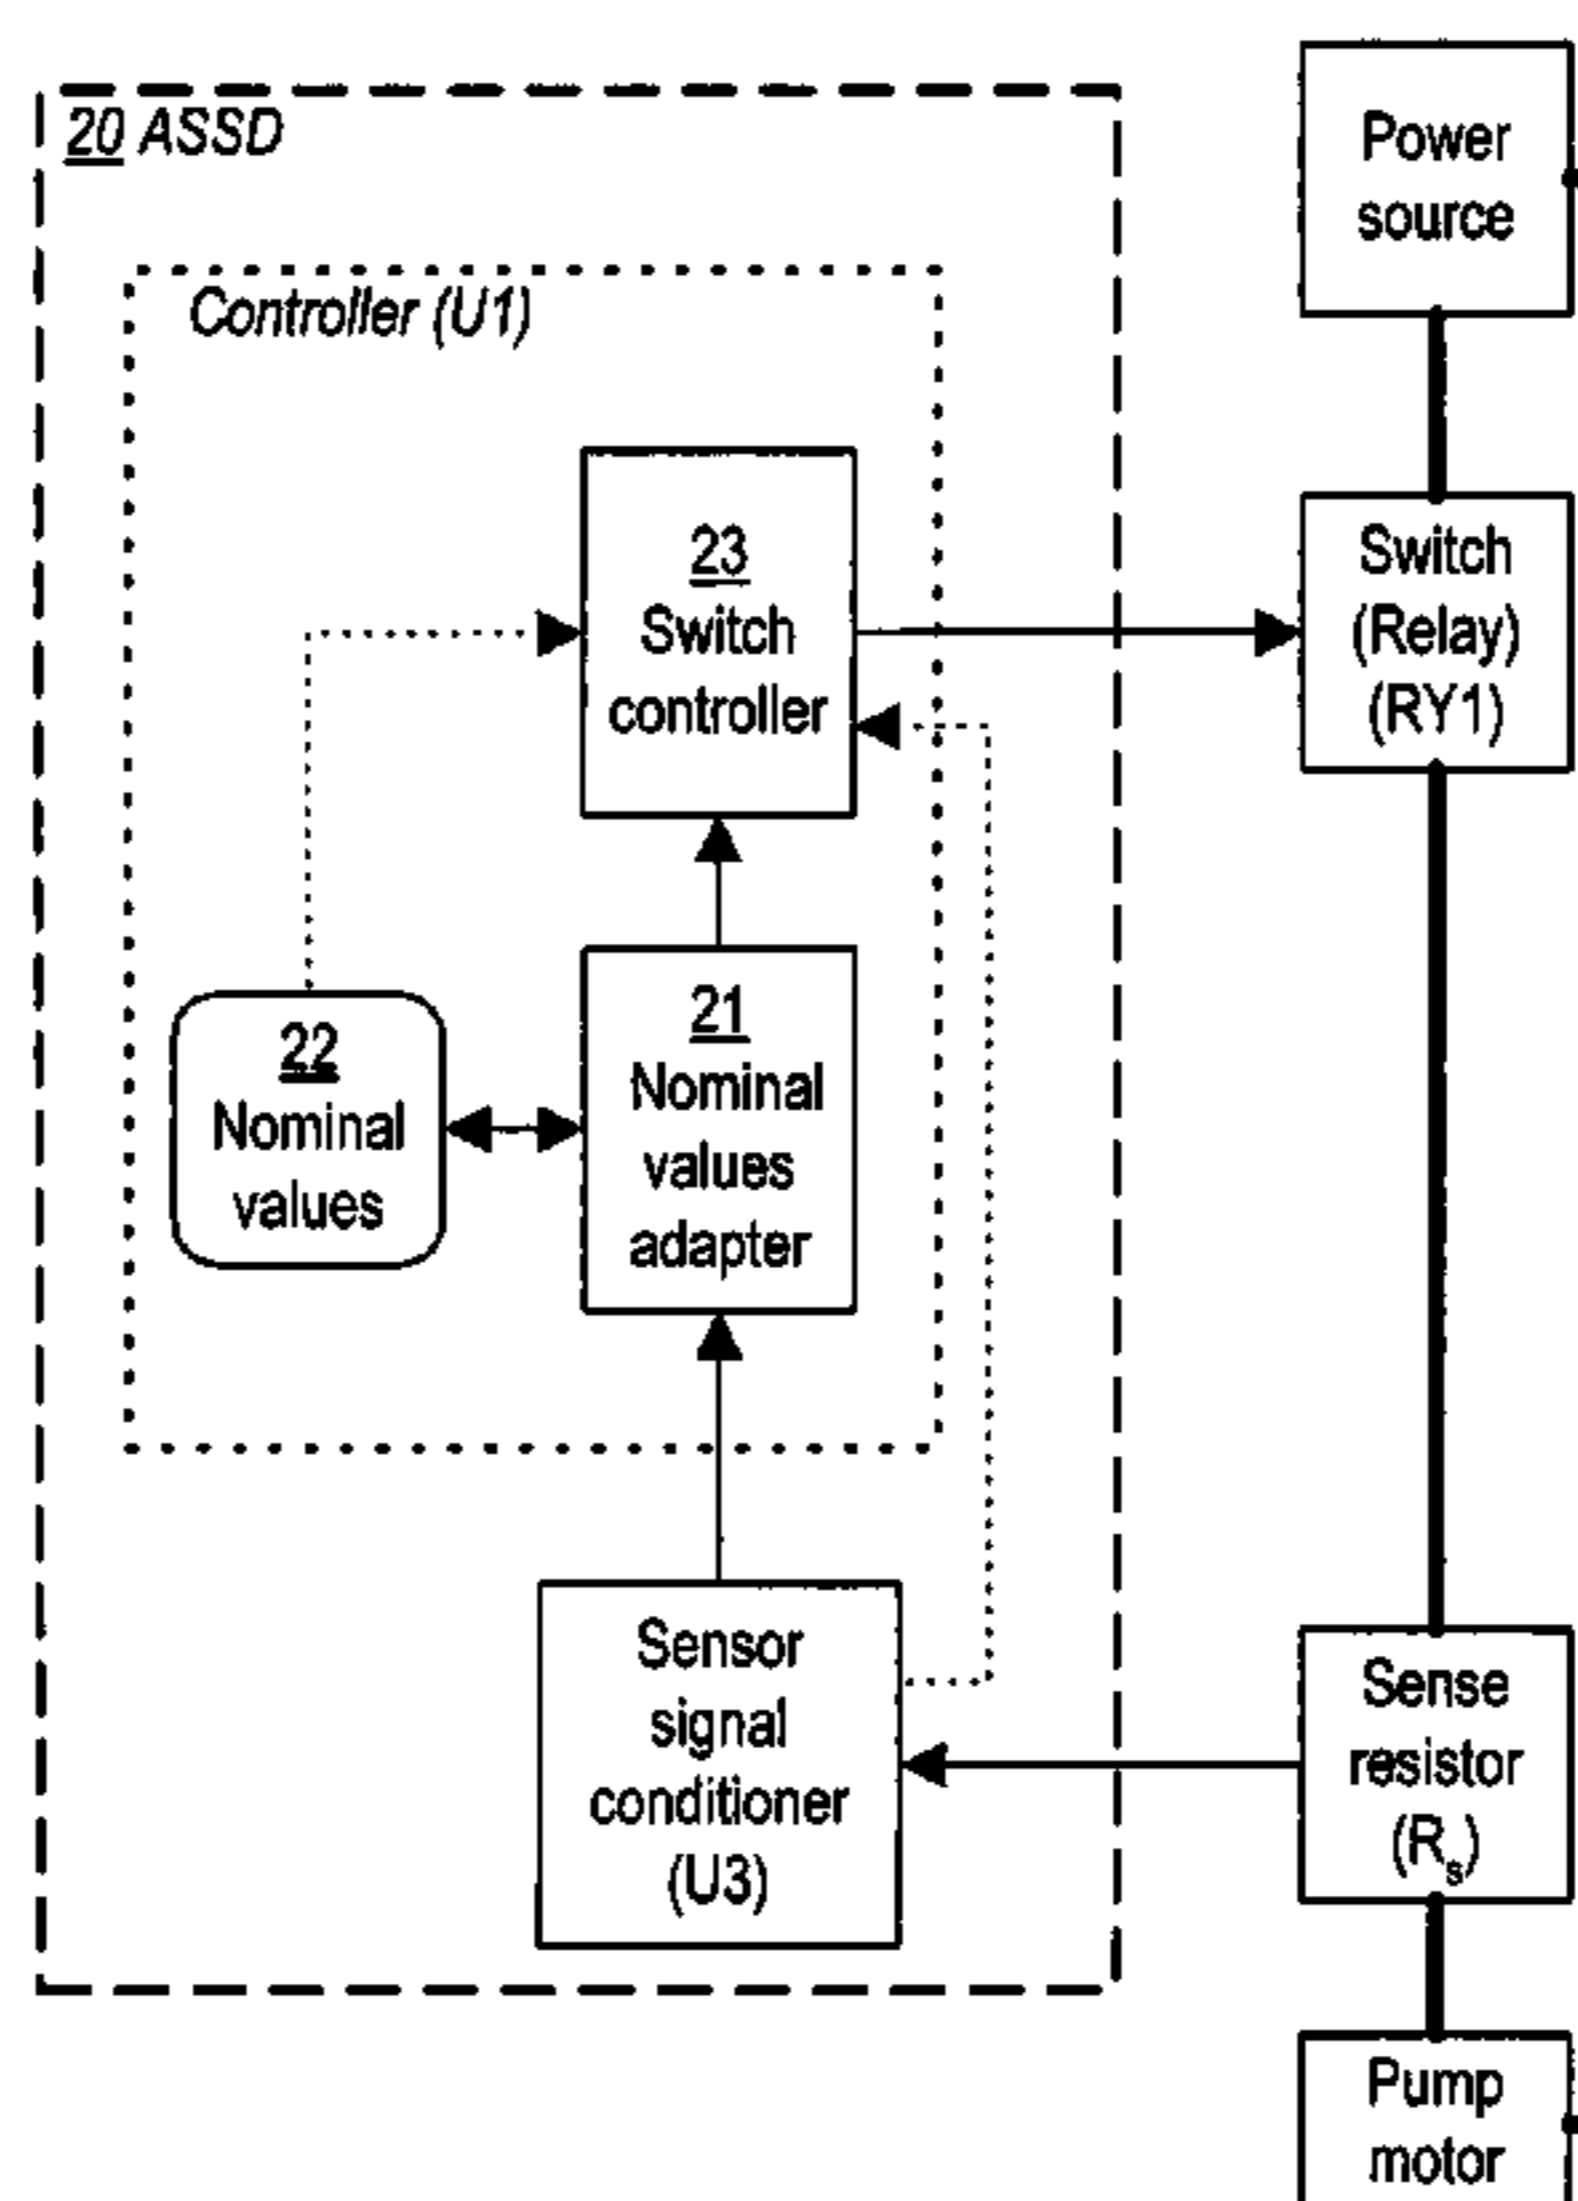 20 ASSD
Power
source
Controller (U1)
23
Switch
controller
Switch
(Relay)
(RY1)
22
Nominal
values
21
Nominal
values
adapter
Sensor
signal
conditioner
(U3)
Sense
resistor
(Rs)
Pump
motor